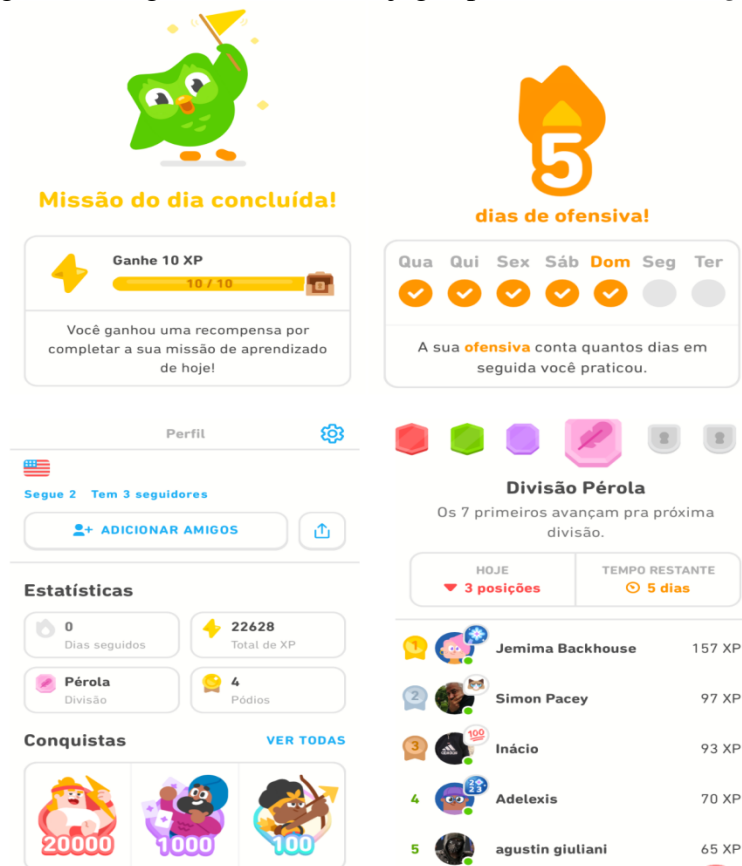 Missão do dia concluída!
Ganhe 10 XP
10 / 10
Você ganhou uma recompensa por
completar a sua missão de aprendizado
de hoje!
5
dias de ofensiva!
Qua Qui Sex Sáb Dom Seg Ter
A sua ofensiva conta quantos dias em
seguida você praticou.
Perfil
Segue 2 Tem 3 seguidores
ADICIONAR AMIGOS
Estatísticas
0
Dias seguidos
22628
Total de XP
Pérola
Divisão
4
Pódios
Conquistas VER TODAS
20000 1000 100
Divisão Pérola
Os 7 primeiros avançam pra próxima
divisão.
HOJE
3 posições
TEMPO RESTANTE
5 dias
1 Jemima Backhouse 157 XP
2 Simon Pacey 97 XP
3 100 Inácio 93 XP
4 Adelexis 70 XP
5 agustin giuliani 65 XP